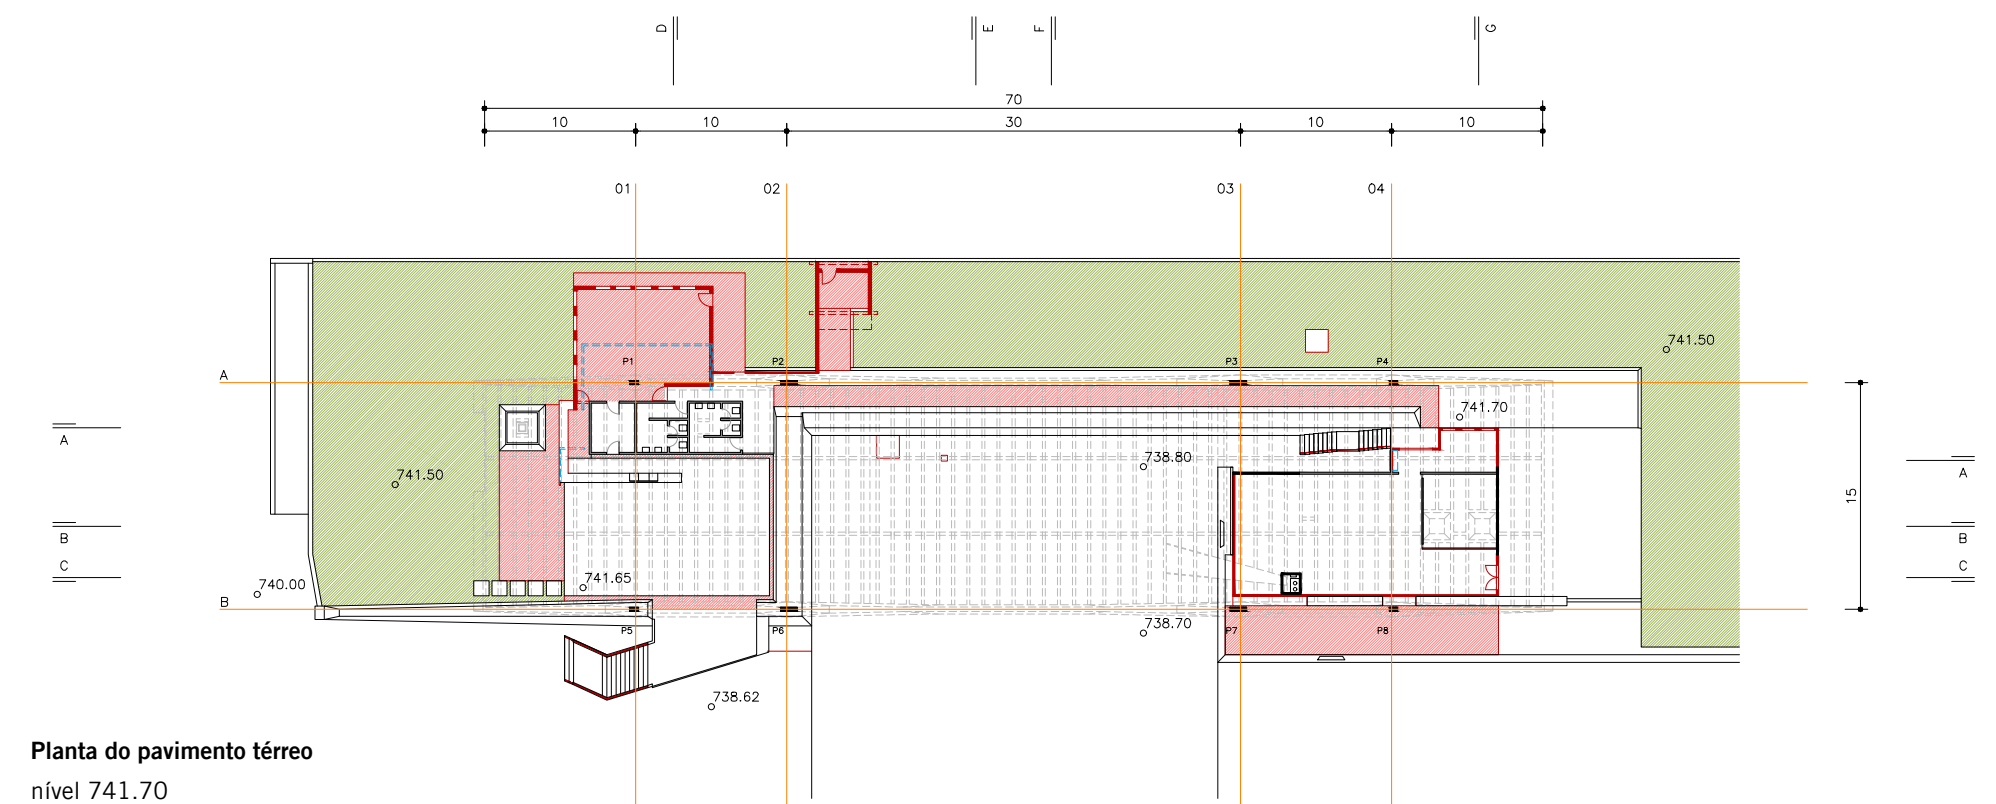 D E F G
70
10 10 30 10 10
01 02 03 04
741.50
P1 P2 P3 P4
A
741.70
A A
741.50 738.80
15
B B
C 741.65 C
740.00
B
738.70
P5 P6 P7 P8
738.62
Planta do pavimento térreo
nível 741.70